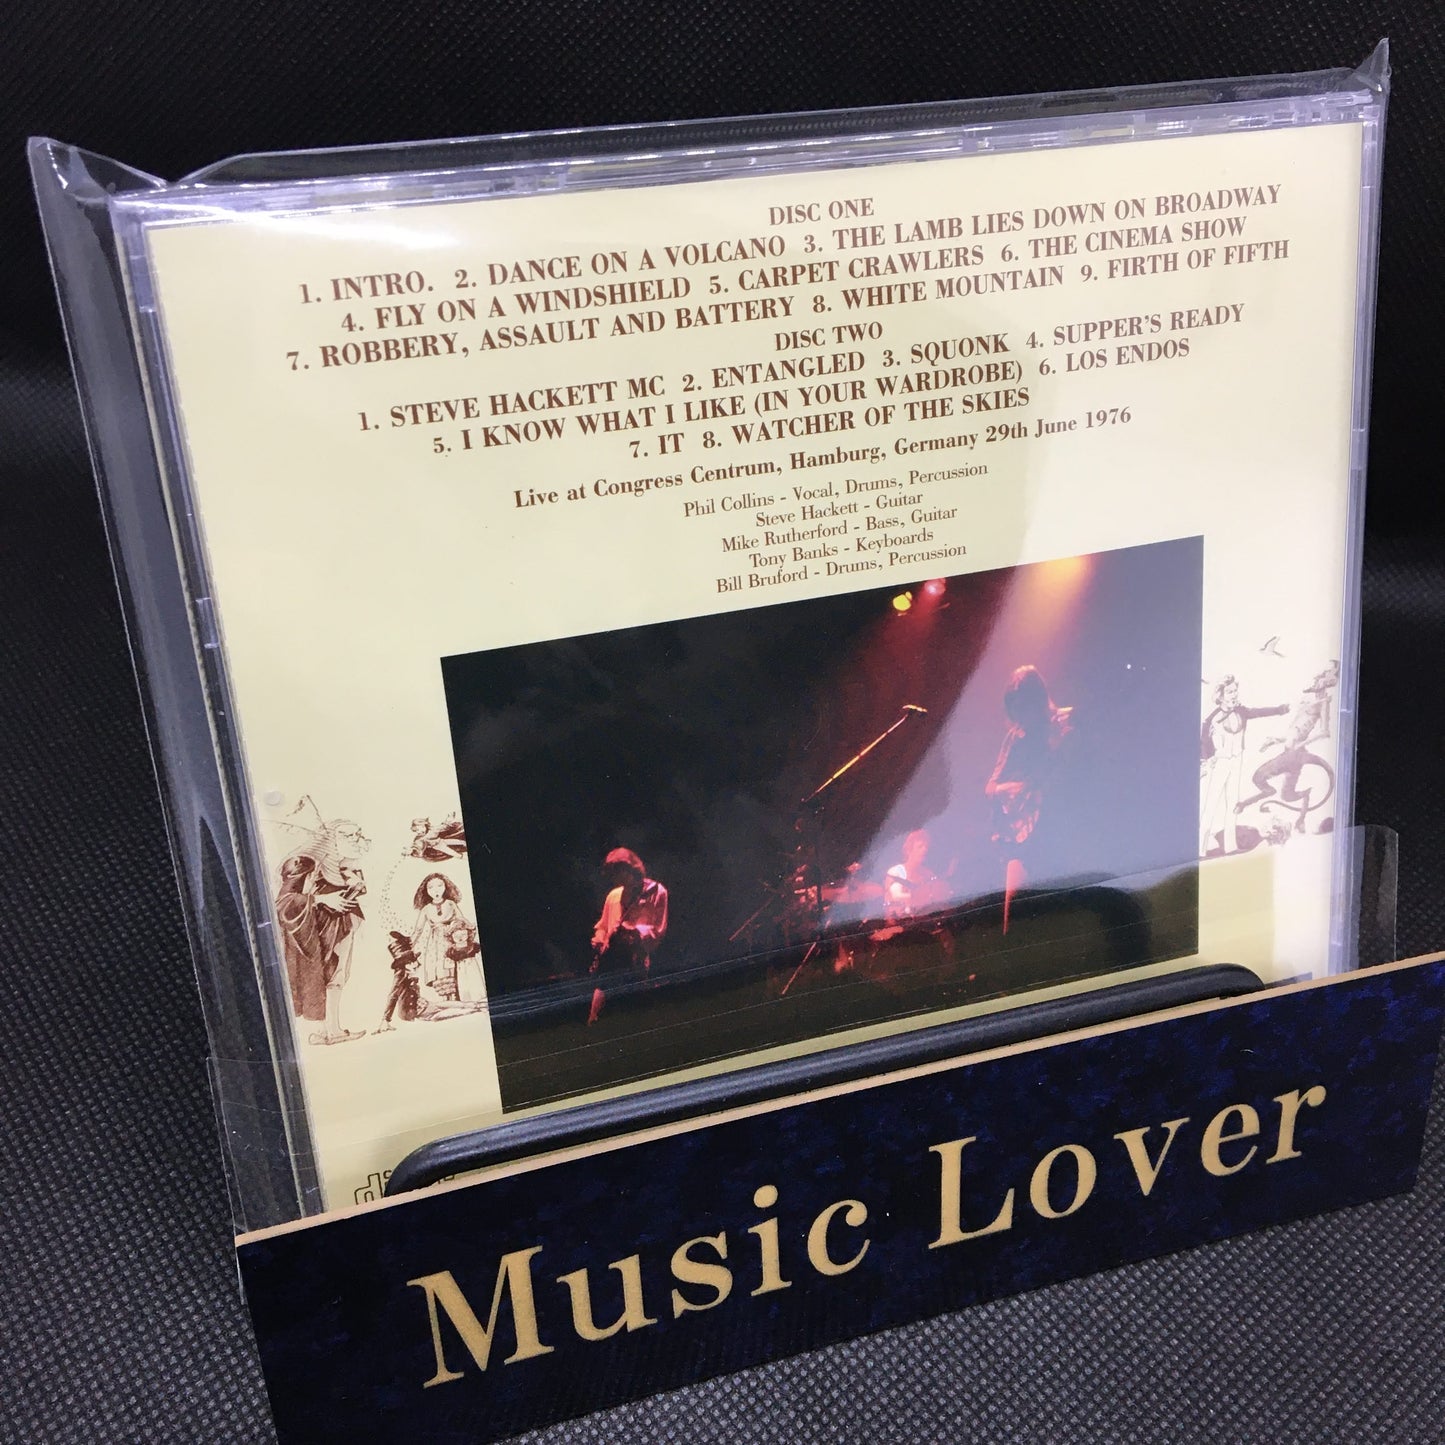 DISC ONE
1. INTRO. 2. DANCE ON A VOLCANO 3. THE LAMB LIES DOWN ON BROADWAY
4. FLY ON A WINDSHIELD 5. CARPET CRAWLERS 6. THE CINEMA SHOW
7. ROBBERY, ASSAULT AND BATTERY 8. WHITE MOUNTAIN 9. FIRTH OF FIFTH
DISC TWO
1. STEVE HACKETT MC 2. ENTANGLED 3. SQUONK 4. SUPPER'S READY
5. I KNOW WHAT I LIKE (IN YOUR WARDROBE) 6. LOS ENDOS
7. IT 8. WATCHER OF THE SKIES
Live at Congress Centrum, Hamburg, Germany 29th June 1976
Phil Collins - Vocal, Drums, Percussion
Steve Hackett - Guitar
Mike Rutherford - Bass, Guitar
Tony Banks - Keyboards
Bill Bruford - Drums, Percussion
Music Lover